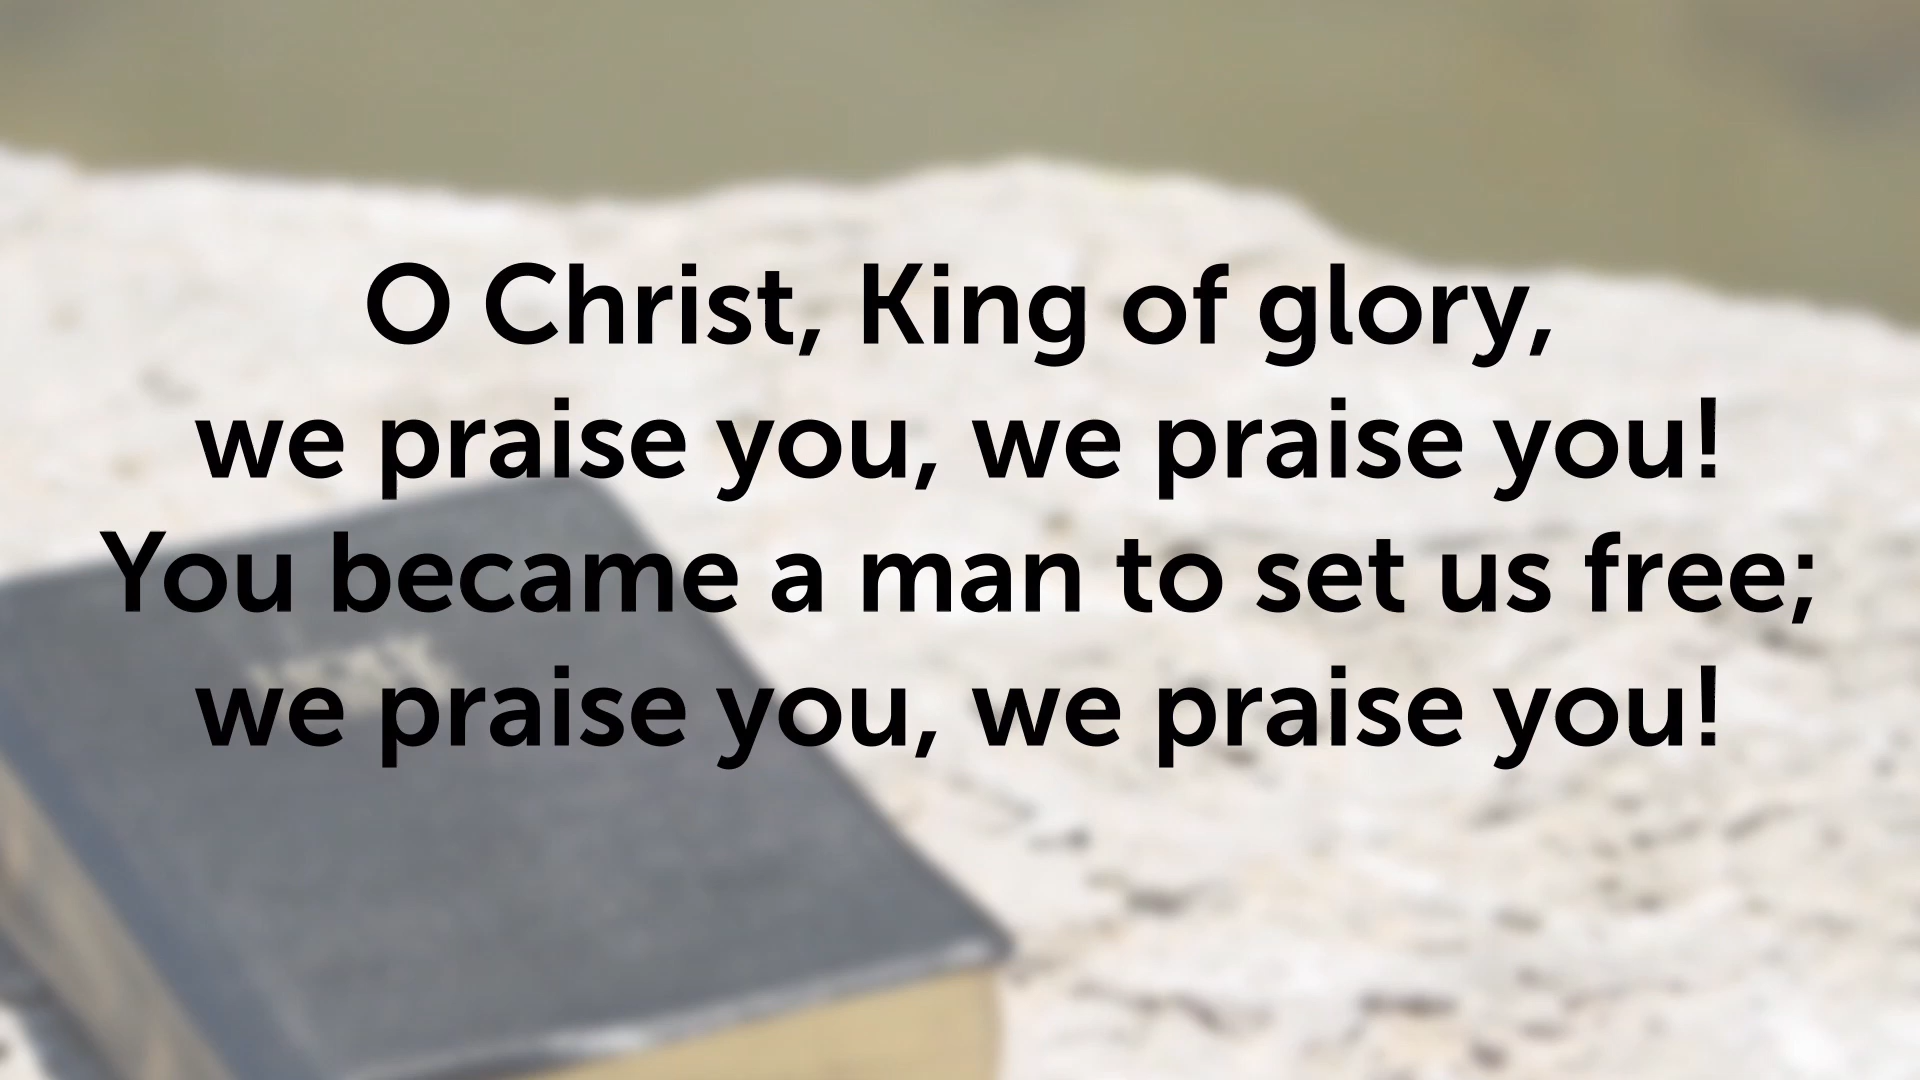 O Christ, King of glory,
we praise you, we praise you!
You became a man to set us free;
we praise you, we praise you!
HOLY